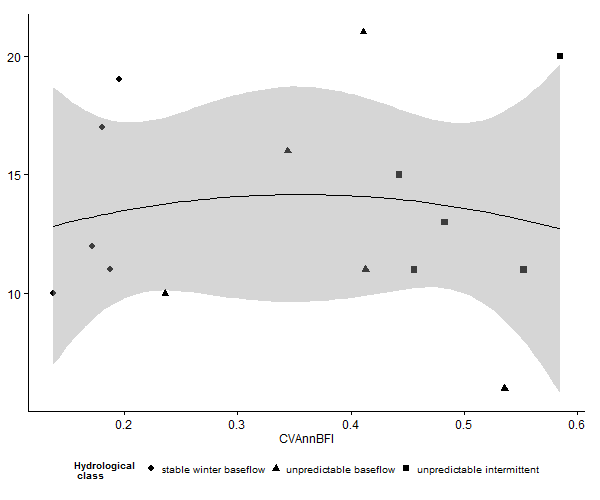 20
15
10
0.2 0.3 0.4 0.5 0.6
CVAnnBFI
Hydrological class stable winter baseflow unpredictable baseflow unpredictable intermittent